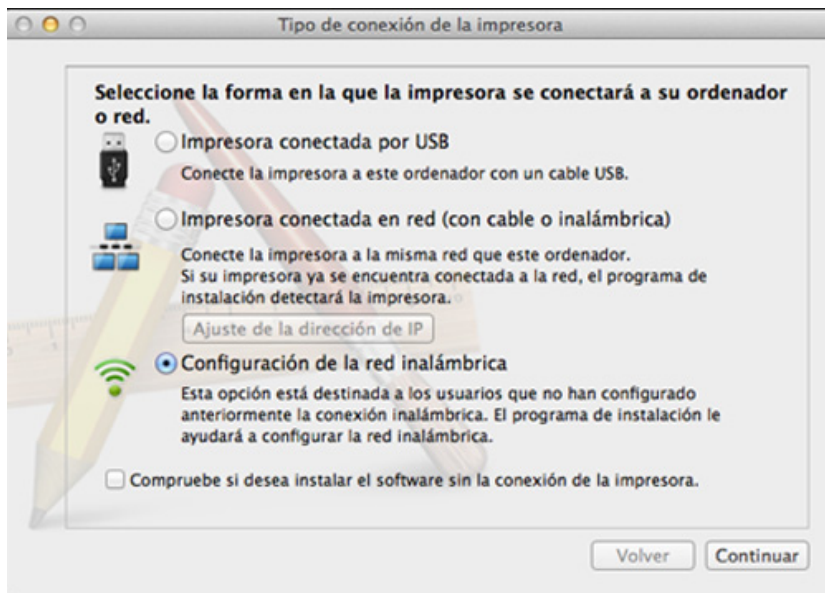 Tipo de conexión de la impresora
Seleccione la forma en la que la impresora se conectará a su ordenador
o red.
Impresora conectada por USB
Conecte la impresora a este ordenador con un cable USB.
Impresora conectada en red (con cable o inalámbrica)
Conecte la impresora a la misma red que este ordenador.
Si su impresora ya se encuentra conectada a la red, el programa de
instalación detectará la impresora.
Ajuste de la dirección de IP
Configuración de la red inalámbrica
Esta opción está destinada a los usuarios que no han configurado
anteriormente la conexión inalámbrica. El programa de instalación le
ayudará a configurar la red inalámbrica.
Compruebe si desea instalar el software sin la conexión de la impresora.
Volver
Continuar